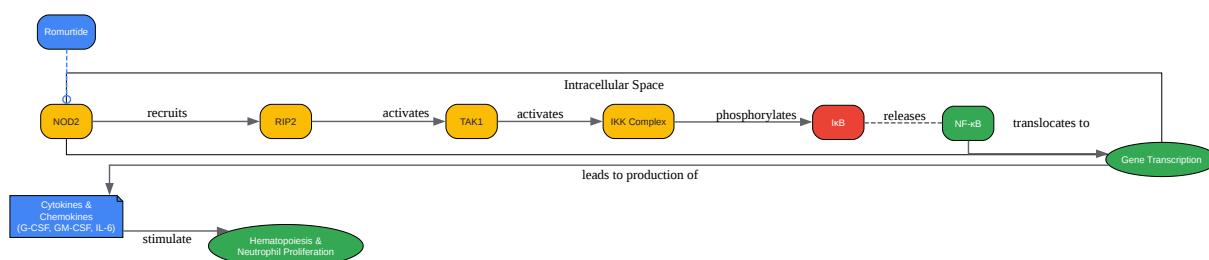 Romurtide
Intracellular Space
NOD2
recruits
RIP2
activates
TAK1
activates
IKK Complex
phosphorylates
IκB
releases
NF-κB
translocates to
Gene Transcription
leads to production of
Cytokines &
Chemokines
(G-CSF, GM-CSF, IL-6)
stimulate
Hematopoiesis &
Neutrophil Proliferation